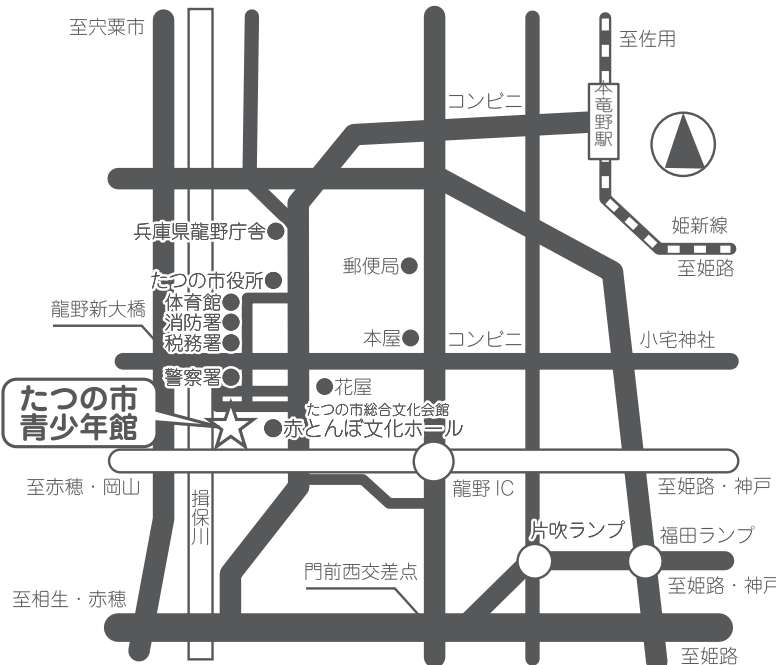 至宍粟市
至佐用
コンビニ
本竜野駅
姫新線
至姫路
兵庫県龍野庁舎
郵便局
たつの市役所
体育館
龍野新大橋
消防署
税務署
本屋
コンビニ
小宅神社
警察署
花屋
たつの市
青少年館
たつの市総合文化会館
赤とんぼ文化ホール
至赤穂・岡山
揖保川
龍野IC
至姫路・神戸
片吹ランプ
福田ランプ
門前西交差点
至姫路・神戸
至相生・赤穂
至姫路